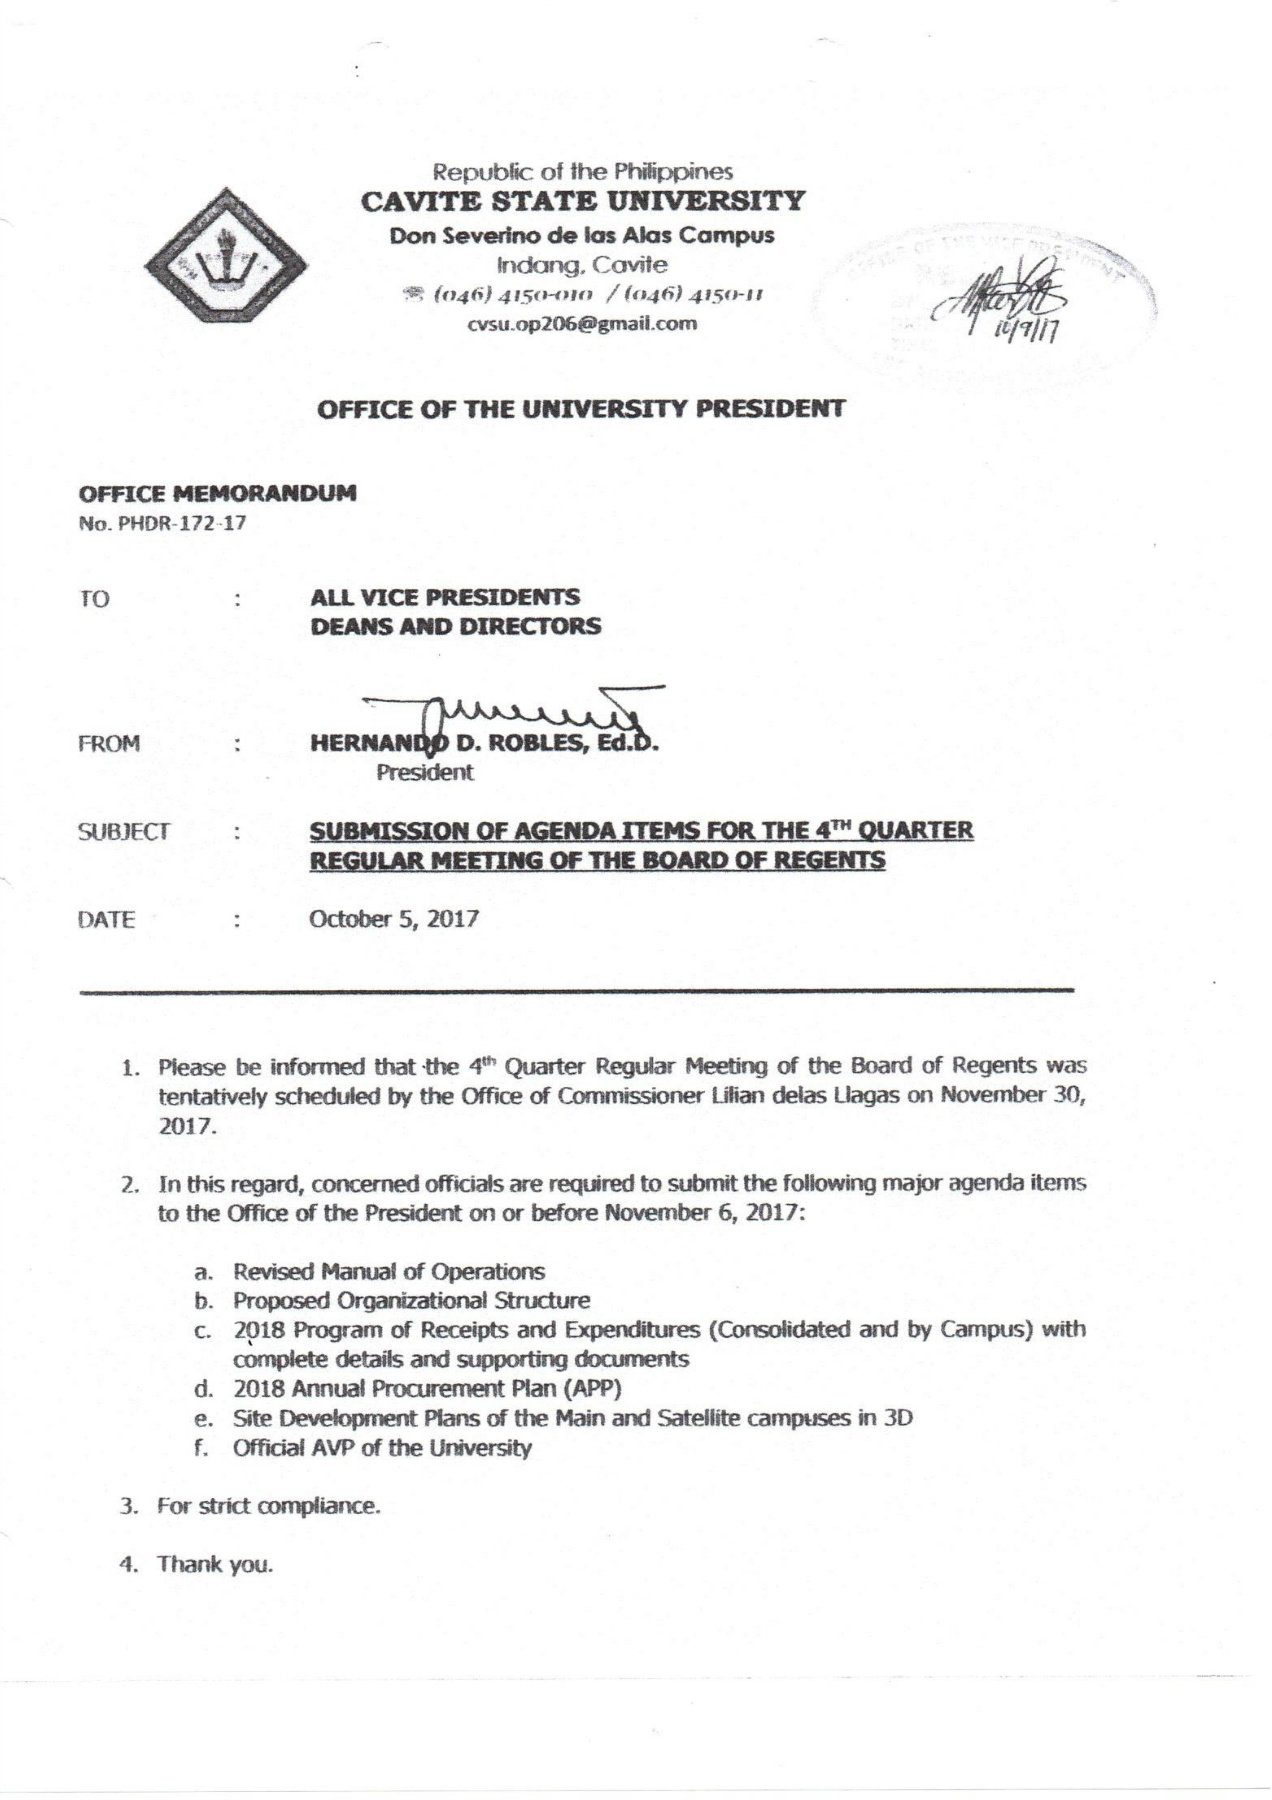 Republic of the Philippines
CAVITE STATE UNIVERSITY
Don Severino de las Alas Campus
Indang, Cavite
☏ (046) 4150-010 / (046) 4150-11
cvsu.op206@gmail.com
OFFICE OF THE VICE PRESIDENT
10/9/17
OFFICE OF THE UNIVERSITY PRESIDENT
OFFICE MEMORANDUM
No. PHDR-172-17
TO : ALL VICE PRESIDENTS
DEANS AND DIRECTORS
FROM : HERNANDO D. ROBLES, Ed.D.
President
SUBJECT : SUBMISSION OF AGENDA ITEMS FOR THE 4TH QUARTER
REGULAR MEETING OF THE BOARD OF REGENTS
DATE : October 5, 2017
1. Please be informed that the 4th Quarter Regular Meeting of the Board of Regents was
tentatively scheduled by the Office of Commissioner Lilian delas Llagas on November 30,
2017.
2. In this regard, concerned officials are required to submit the following major agenda items
to the Office of the President on or before November 6, 2017:
a. Revised Manual of Operations
b. Proposed Organizational Structure
c. 2018 Program of Receipts and Expenditures (Consolidated and by Campus) with
complete details and supporting documents
d. 2018 Annual Procurement Plan (APP)
e. Site Development Plans of the Main and Satellite campuses in 3D
f. Official AVP of the University
3. For strict compliance.
4. Thank you.